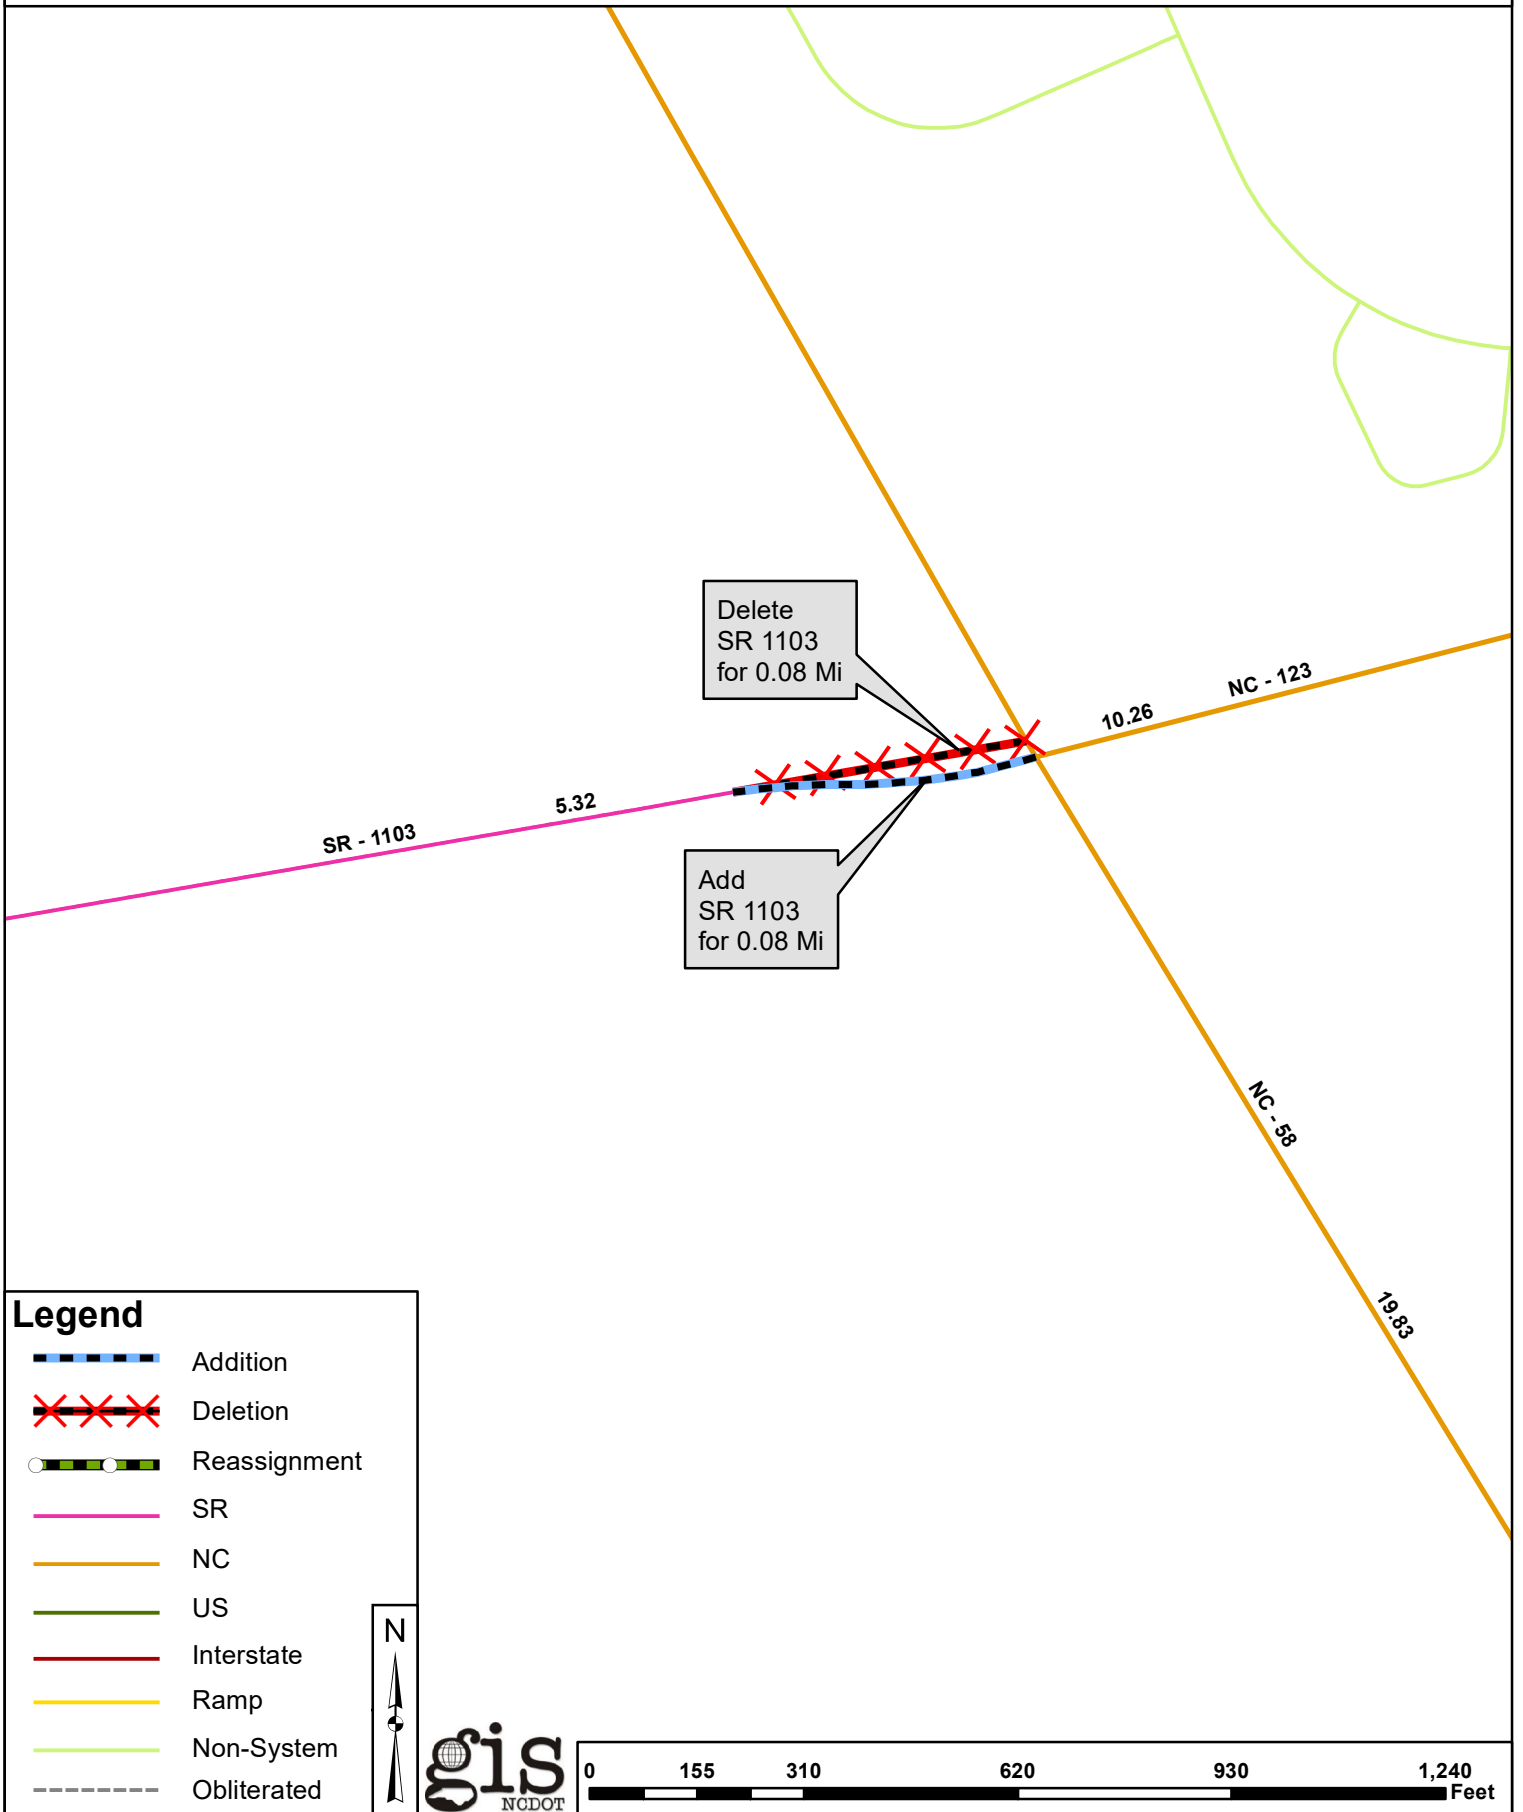 Delete
SR 1103
for 0.08 Mi
NC - 123
10.26
5.32
SR - 1103
Add
SR 1103
for 0.08 Mi
NC - 58
19.83
Legend
Addition
Deletion
Reassignment
SR
NC
US
Interstate
Ramp
Non-System
Obliterated
N
gis
NCDOT
0 155 310 620 930 1,240
Feet